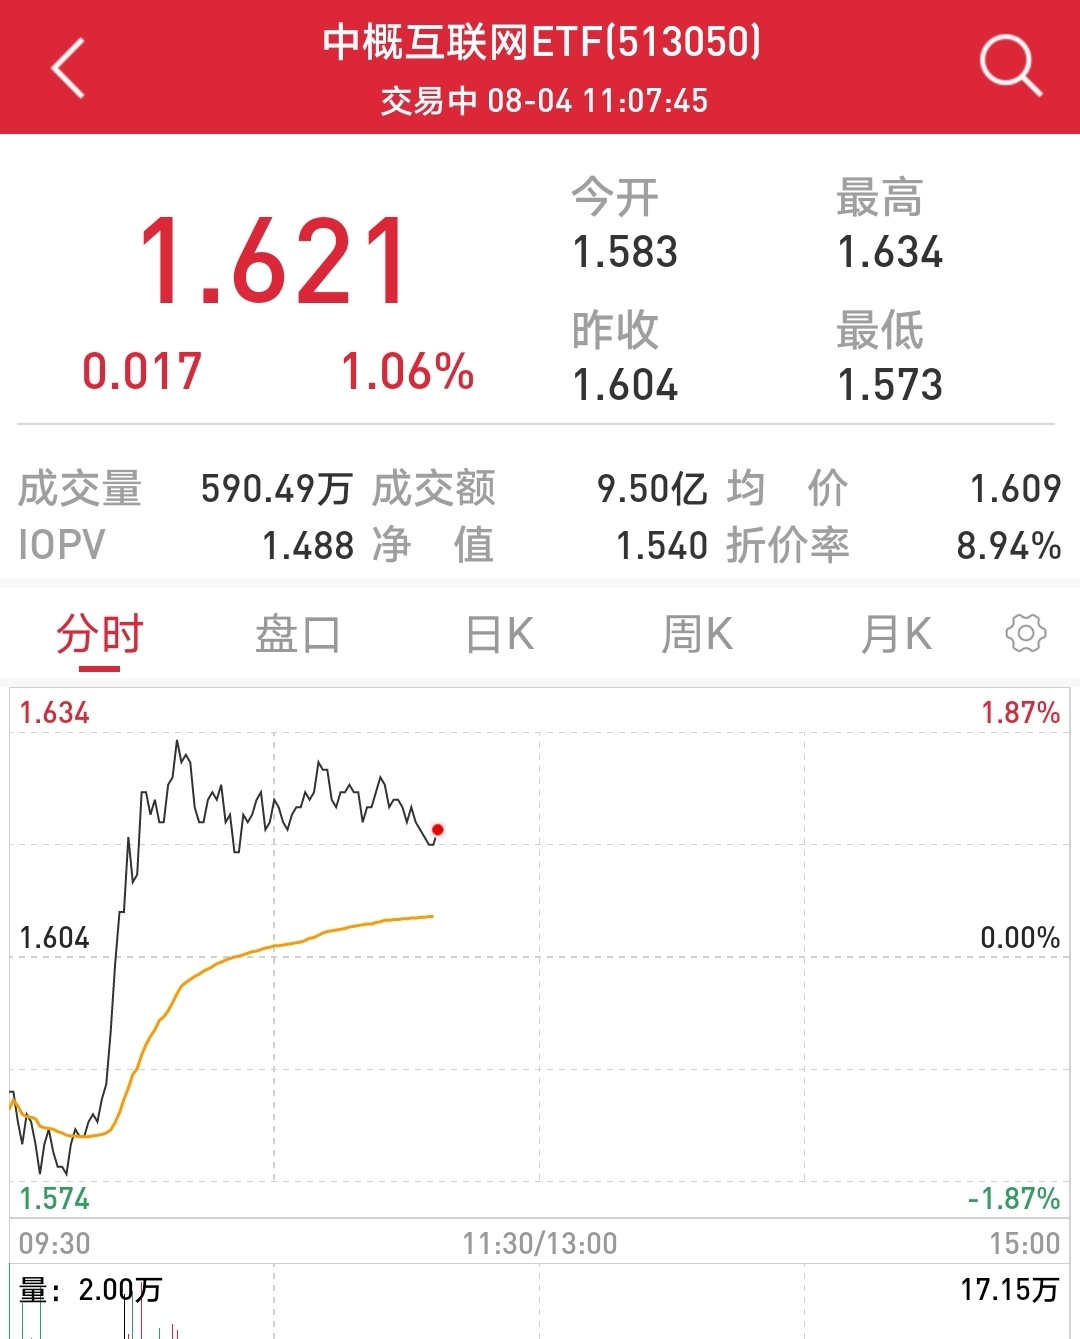 中概互联网ETF(513050)
交易中 08-04 11:07:45
1.621
0.017 1.06%
今开 最高
1.583 1.634
昨收 最低
1.604 1.573
成交量 590.49万 成交额 9.50亿 均 价 1.609
IOPV 1.488 净 值 1.540 折价率 8.94%
分时 盘口 日K 周K 月K
1.634 1.87%
1.604 0.00%
1.574 -1.87%
09:30 11:30/13:00 15:00
量: 2.00万 17.15万